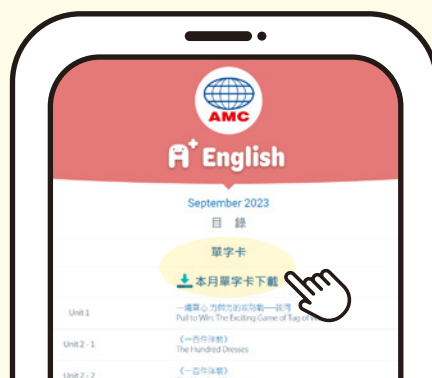 AMC
A+ English
September 2023
目 錄
單字卡
本月單字卡下載
Unit 1
Pull to Win: The Exciting Game of Tug of
Unit 2 - 1
《一百件洋裝》
The Hundred Dresses
Unit 2 - 2
《一百件洋裝》